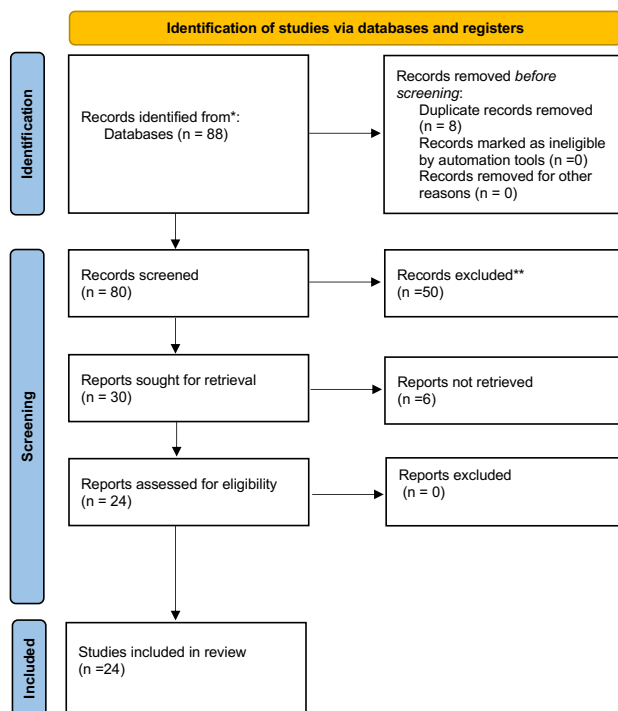 Identification of studies via databases and registers
Identification
Records identified from*:
Databases (n = 88)
Records removed before
screening:
Duplicate records removed
(n = 8)
Records marked as ineligible
by automation tools (n =0)
Records removed for other
reasons (n = 0)
Screening
Records screened
(n = 80)
Records excluded**
(n =50)
Reports sought for retrieval
(n = 30)
Reports not retrieved
(n =6)
Reports assessed for eligibility
(n = 24)
Reports excluded
(n = 0)
Included
Studies included in review
(n =24)